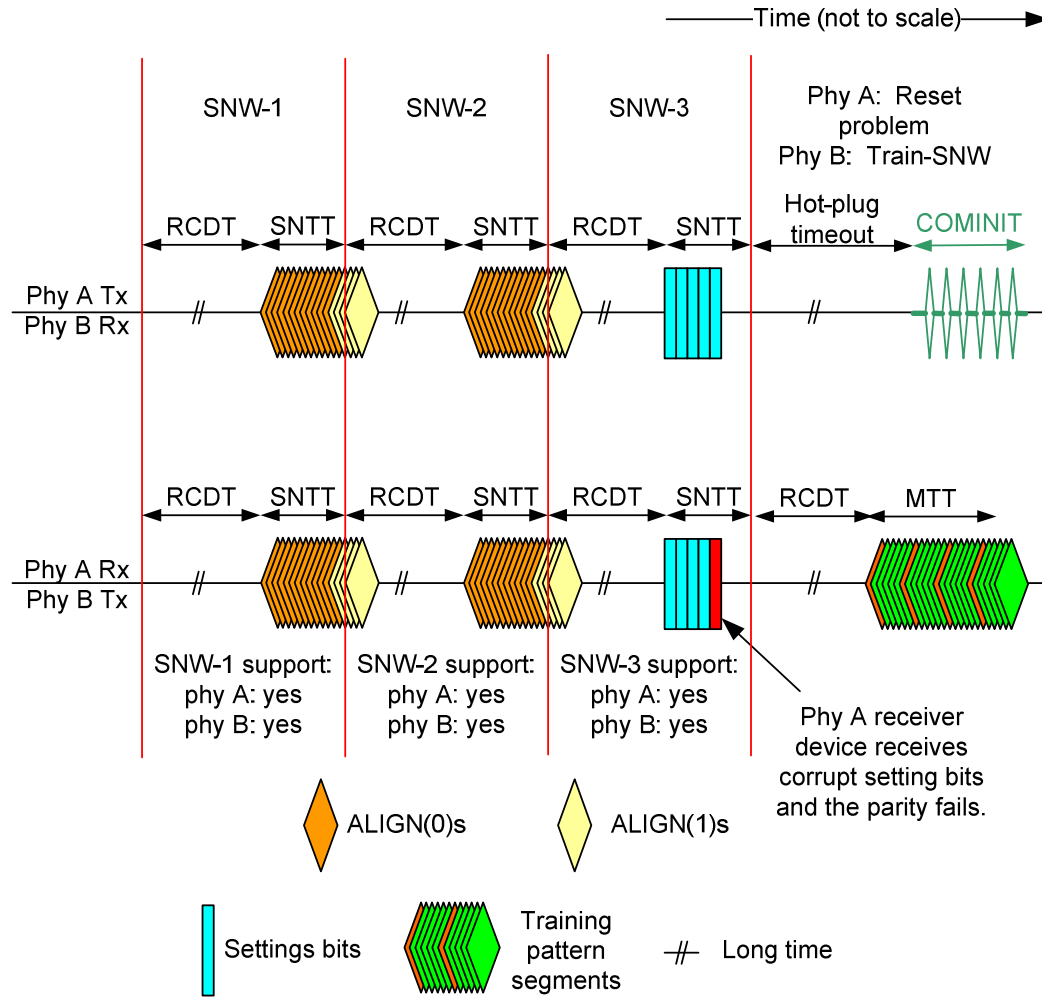 Time (not to scale)
SNW-1 SNW-2 SNW-3
Phy A: Reset
problem
Phy B: Train-SNW
Hot-plug
timeout
RCDT SNTT RCDT SNTT RCDT SNTT COMINIT
Phy A Tx
Phy B Rx
RCDT SNTT RCDT SNTT RCDT SNTT RCDT MTT
Phy A Rx
Phy B Tx
SNW-1 support: SNW-2 support: SNW-3 support:
phy A: yes phy A: yes phy A: yes
phy B: yes phy B: yes phy B: yes
Phy A receiver
device receives
corrupt setting bits
and the parity fails.
ALIGN(0)s ALIGN(1)s
Settings bits
Training
pattern
segments
Long time